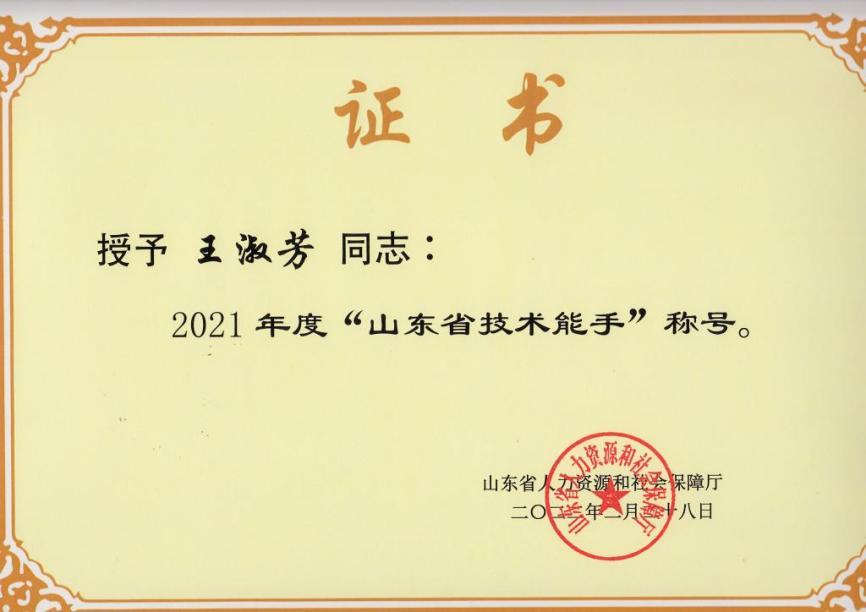 证书
授予 王淑芳 同志：
2021 年度“山东省技术能手”称号。
山东省人力资源和社会保障厅
二〇二 年二月 十八日
山东省人力资源和社会保障厅